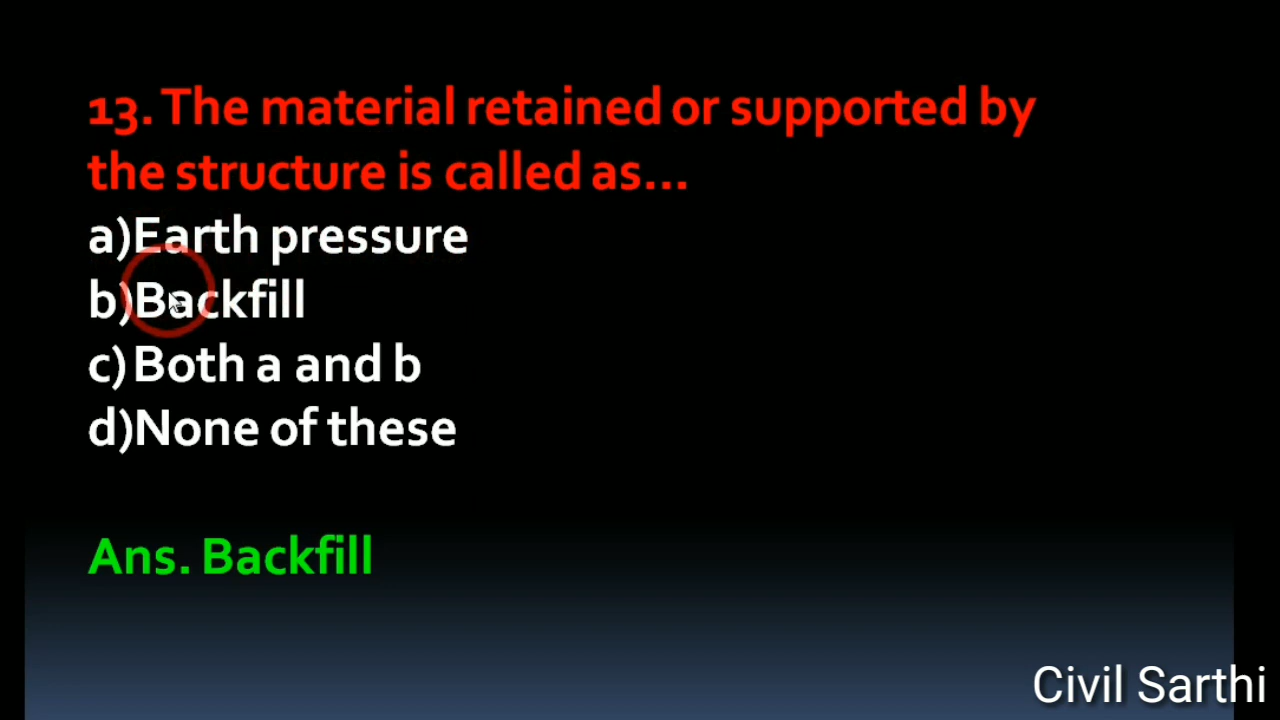 13. The material retained or supported by
the structure is called as...
a)Earth pressure
b)Backfill
c) Both a and b
d)None of these
Ans. Backfill
Civil Sarthi